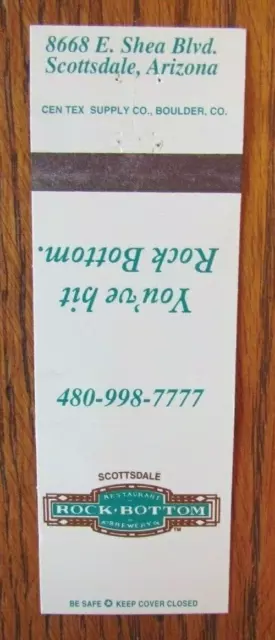 8668 E. Shea Blvd.
Scottsdale, Arizona
CEN TEX SUPPLY CO., BOULDER, CO.
You've hit
Rock Bottom.
480-998-7777
SCOTTSDALE
RESTAURANT
ROCK·BOTTOM
& BREWERY
TM
BE SAFE KEEP COVER CLOSED